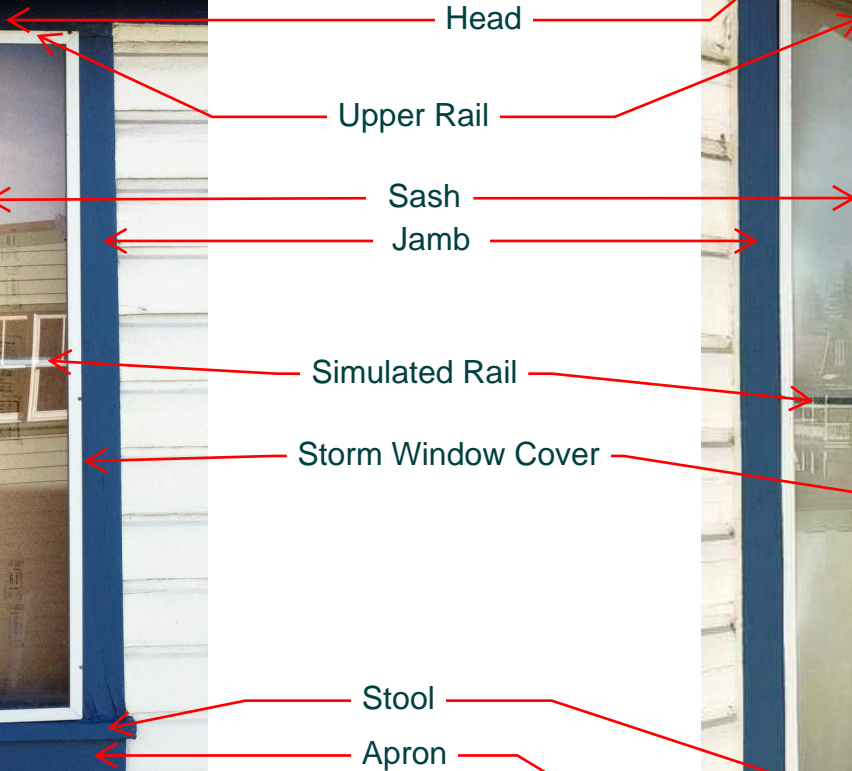 Head
Upper Rail
Sash
Jamb
Simulated Rail
Storm Window Cover
Stool
Apron